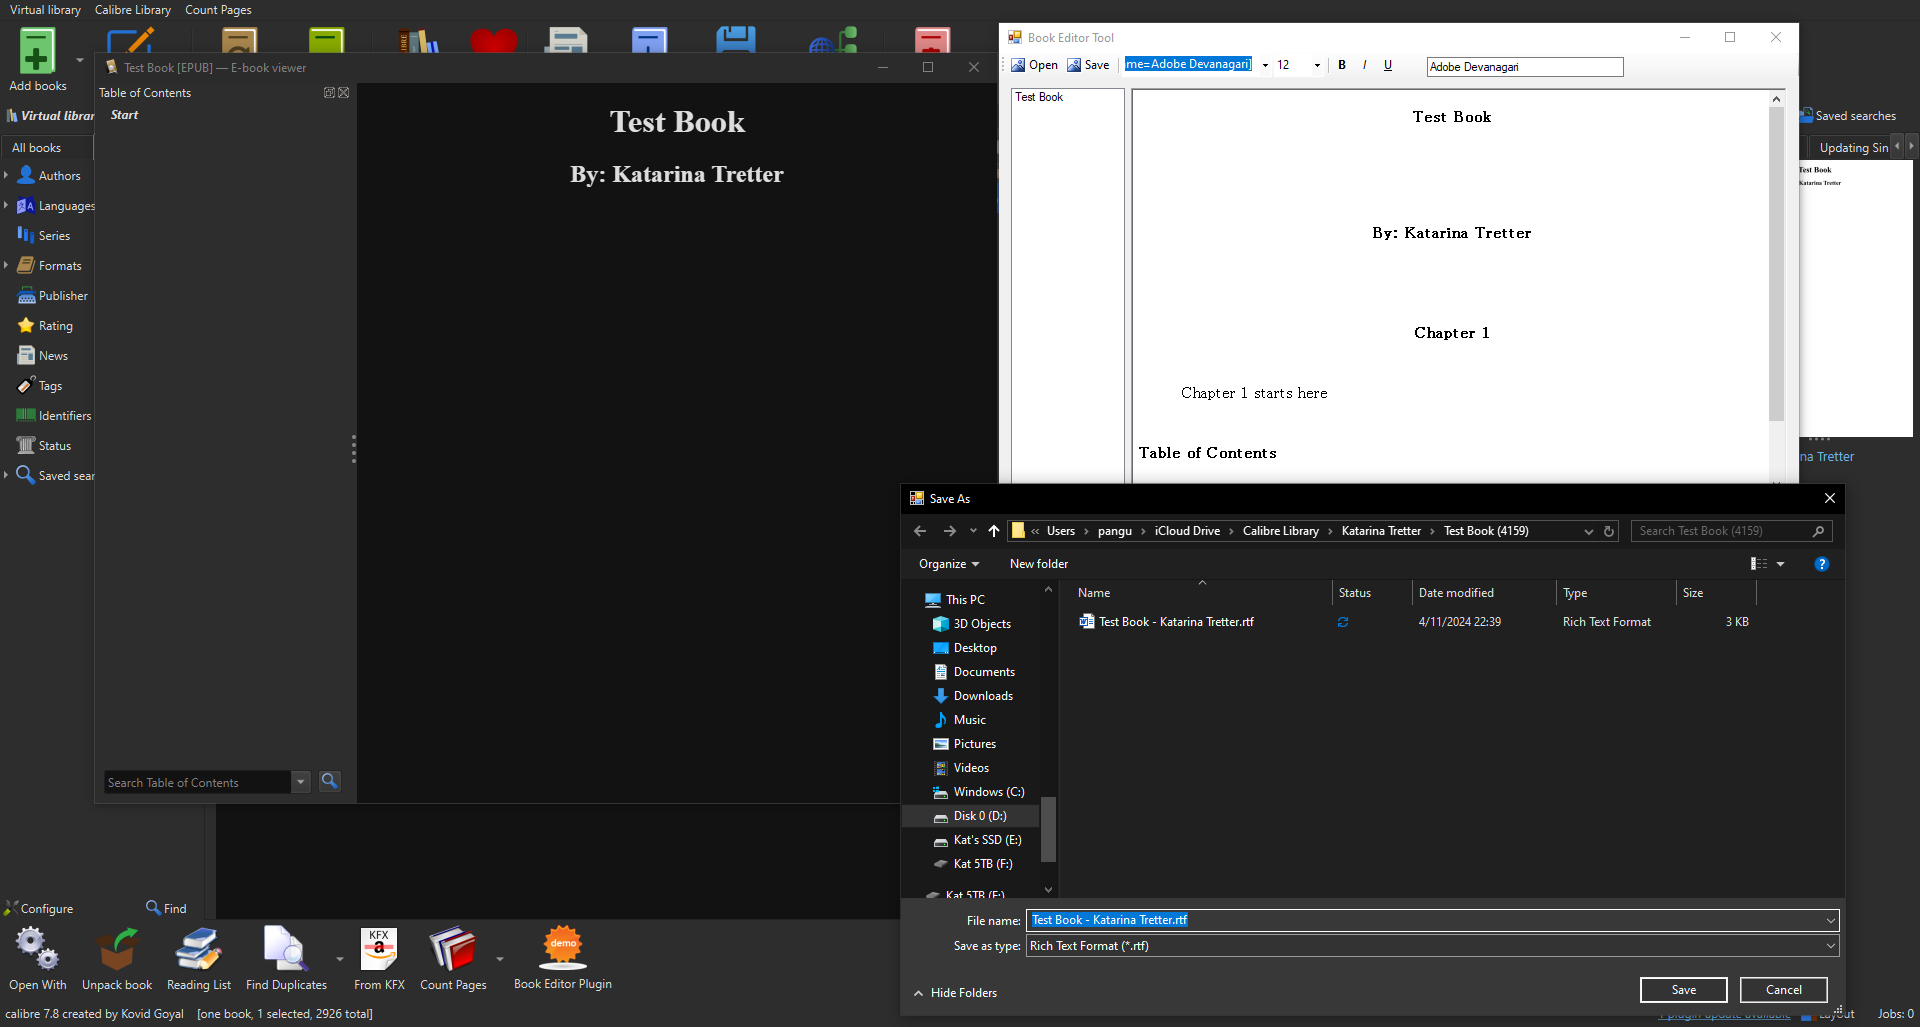 Virtual library Calibre Library Count Pages
Add books
Virtual librar
All books
Authors
Languages
Series
Formats
Publisher
Rating
News
Tags
Identifiers
Status
Saved sear
Configure
Find
Test Book [EPUB] — E-book viewer
Table of Contents
Start
Search Table of Contents
Test Book
By: Katarina Tretter
Book Editor Tool
Open Save me=Adobe Devanagari] 12 B I U Adobe Devanagari
Test Book
Test Book
By: Katarina Tretter
Chapter 1
Chapter 1 starts here
Table of Contents
Saved searches
Updating Sin
Test Book
Katarina Tretter
na Tretter
Save As
« Users › pangu › iCloud Drive › Calibre Library › Katarina Tretter › Test Book (4159)
Search Test Book (4159)
Organize New folder
This PC
3D Objects
Desktop
Documents
Downloads
Music
Pictures
Videos
Windows (C:)
Disk 0 (D:)
Kat's SSD (E:)
Kat 5TB (F:)
Kat 5TB (F:)
Name Status Date modified Type Size
Test Book - Katarina Tretter.rtf 4/11/2024 22:39 Rich Text Format 3 KB
File name: Test Book - Katarina Tretter.rtf
Save as type: Rich Text Format (*.rtf)
Hide Folders
Save Cancel
KFX
a
demo
Open With Unpack book Reading List Find Duplicates From KFX Count Pages Book Editor Plugin
calibre 7.8 created by Kovid Goyal [one book, 1 selected, 2926 total]
1 plugin update available Layout Jobs: 0